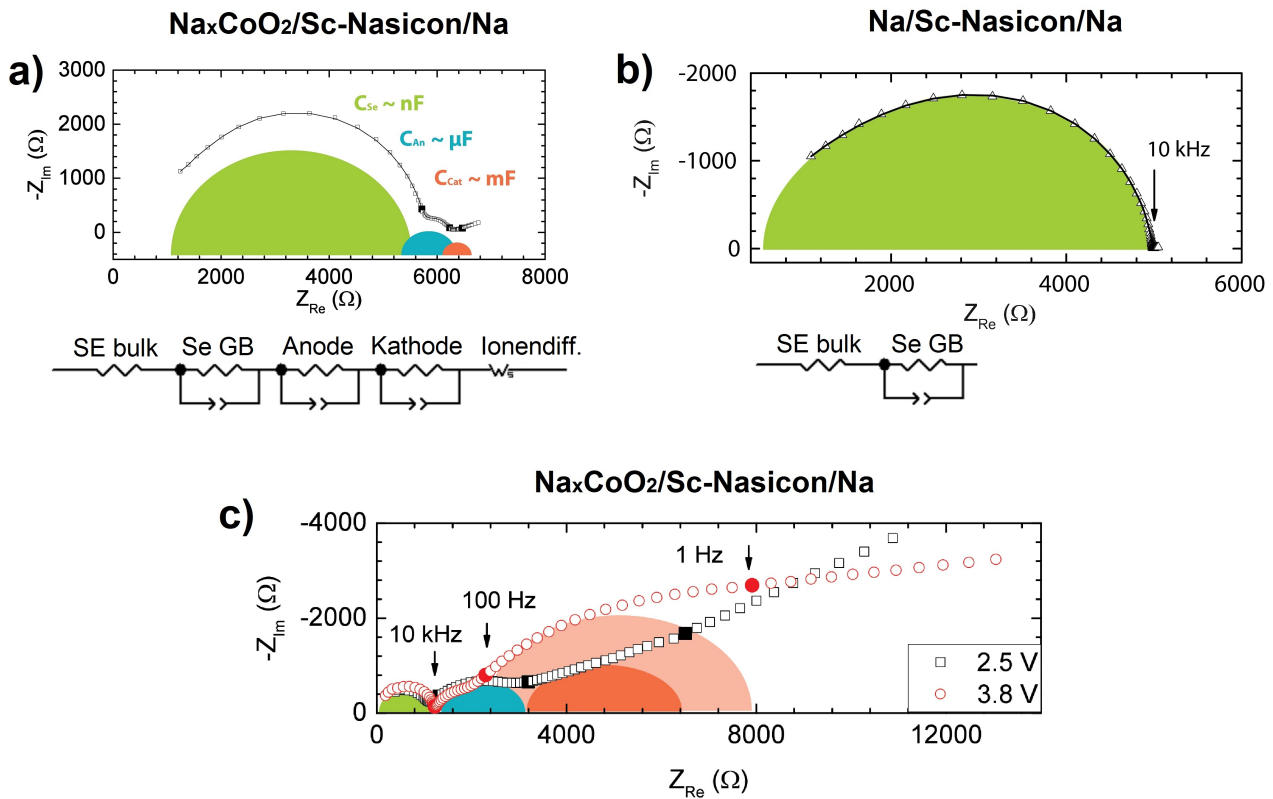 NaxCoO2/Sc-Nasicon/Na
a)
3000
2000
1000
0
-ZIm (Ω)
CSe ~ nF
CAn ~ µF
CCat ~ mF
0 2000 4000 6000 8000
ZRe (Ω)
SE bulk Se GB Anode Kathode Ionendiff.
Ws
Na/Sc-Nasicon/Na
b)
-2000
-1000
0
-ZIm (Ω)
10 kHz
2000 4000 6000
ZRe (Ω)
SE bulk Se GB
NaxCoO2/Sc-Nasicon/Na
c)
-4000
-2000
0
-ZIm (Ω)
10 kHz
100 Hz
1 Hz
2.5 V
3.8 V
0 4000 8000 12000
ZRe (Ω)